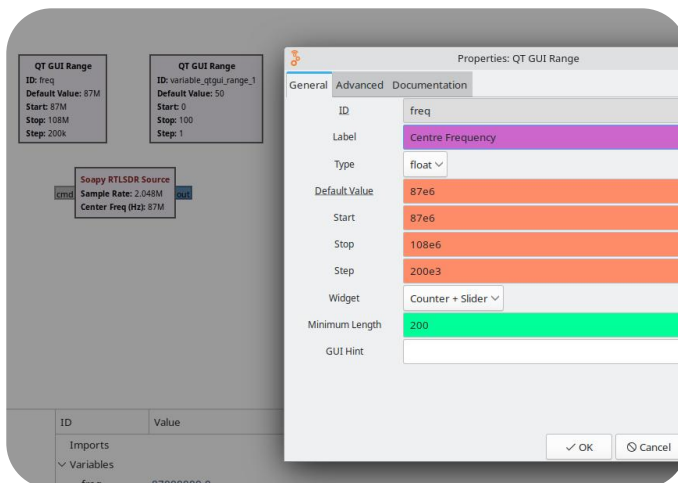 QT GUI Range
ID: freq
Default Value: 87M
Start: 87M
Stop: 108M
Step: 200k
QT GUI Range
ID: variable_qtgui_range_1
Default Value: 50
Start: 0
Stop: 100
Step: 1
Soapy RTLSDR Source
cmd
Sample Rate: 2.048M
Center Freq (Hz): 87M
out
Properties: QT GUI Range
General Advanced Documentation
ID freq
Label Centre Frequency
Type float
Default Value 87e6
Start 87e6
Stop 108e6
Step 200e3
Widget Counter + Slider
Minimum Length 200
GUI Hint
OK Cancel
ID Value
Imports
Variables